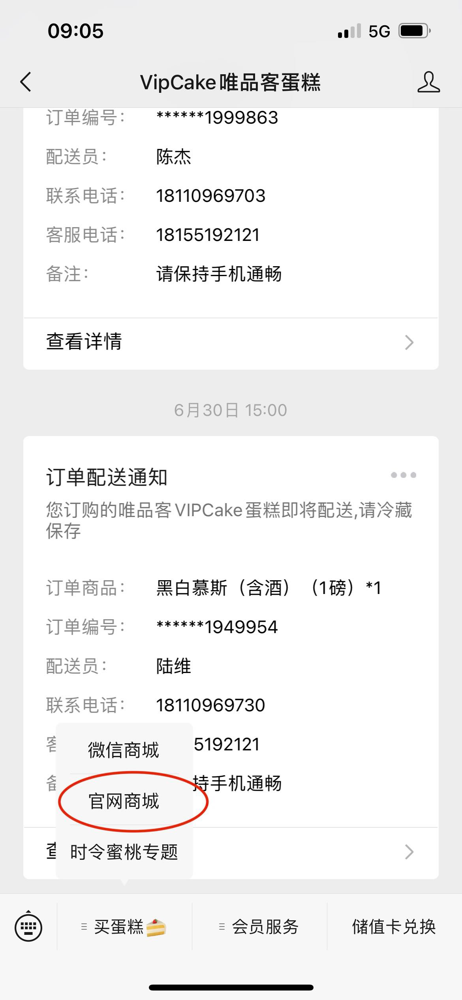 09:05
5G
VipCake唯品客蛋糕
订单编号： ******1999863
配送员： 陈杰
联系电话： 18110969703
客服电话： 18155192121
备注： 请保持手机通畅
查看详情
6月30日 15:00
订单配送通知
您订购的唯品客VIPCake蛋糕即将配送,请冷藏
保存
订单商品： 黑白慕斯（含酒）（1磅）*1
订单编号： ******1949954
配送员： 陆维
联系电话： 18110969730
客 5192121
微信商城
备 持手机通畅
官网商城
查
时令蜜桃专题
买蛋糕🍰
会员服务
储值卡兑换